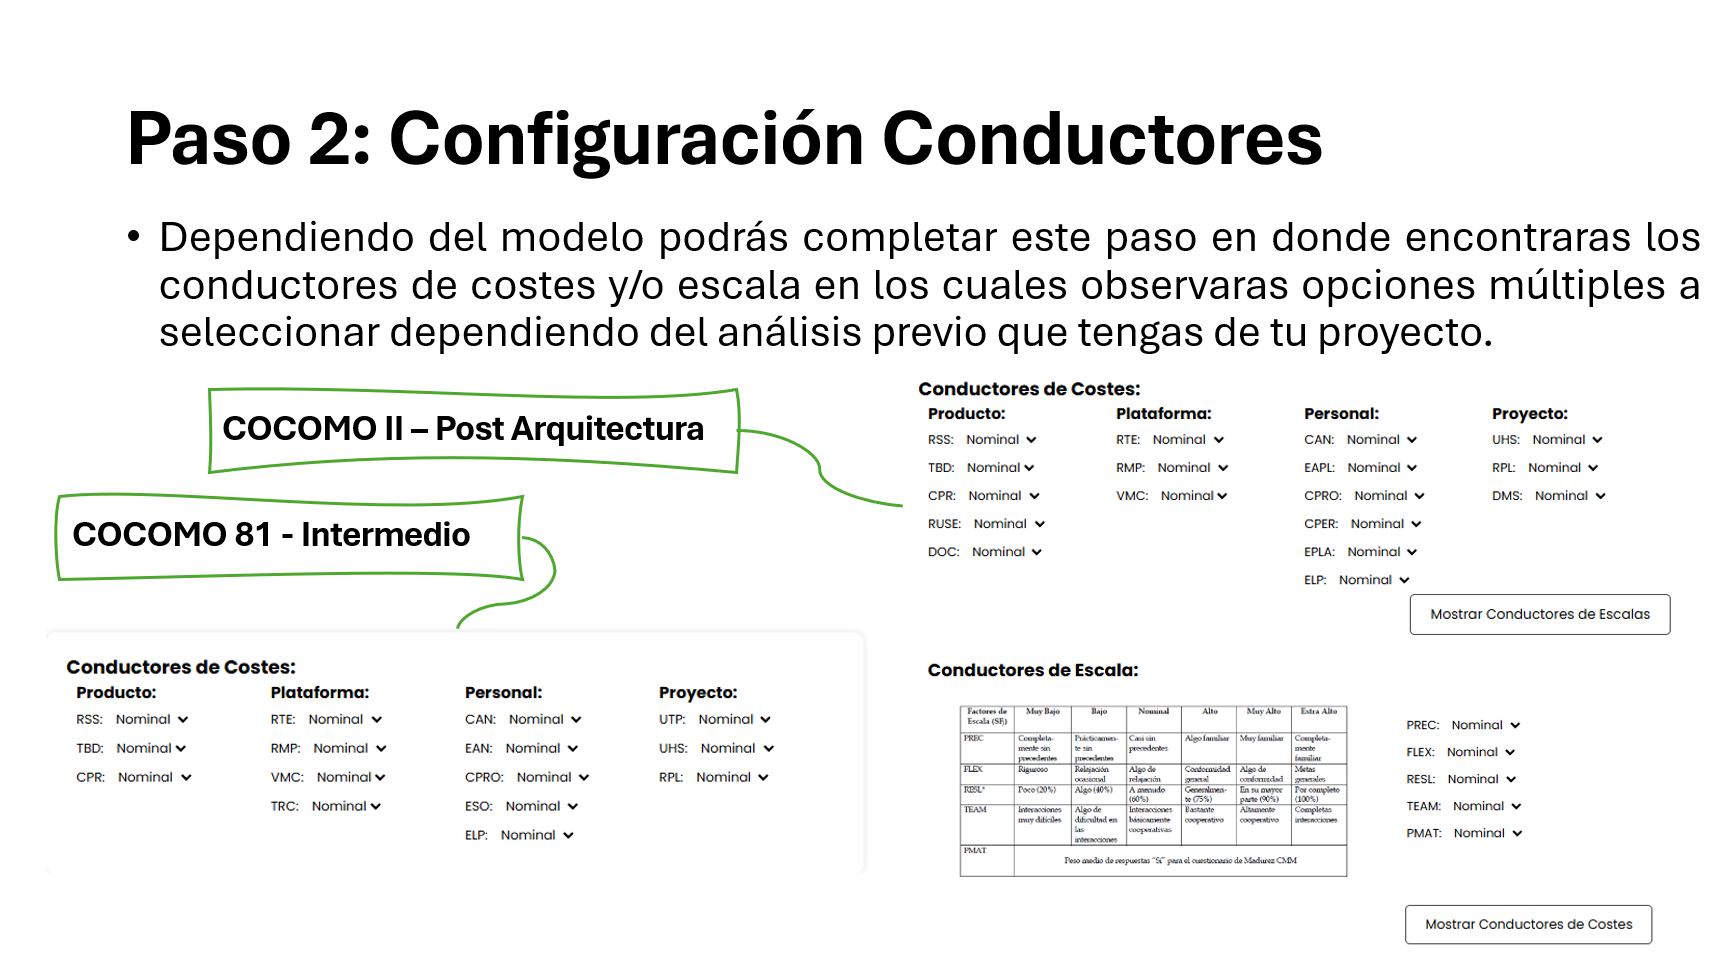 Paso 2: Configuración Conductores
• Dependiendo del modelo podrás completar este paso en donde encontraras los
conductores de costes y/o escala en los cuales observaras opciones múltiples a
seleccionar dependiendo del análisis previo que tengas de tu proyecto.
COCOMO II – Post Arquitectura
COCOMO 81 - Intermedio
Conductores de Costes:
Producto: Plataforma: Personal: Proyecto:
RSS: Nominal RTE: Nominal CAN: Nominal UHS: Nominal
TBD: Nominal RMP: Nominal EAPL: Nominal RPL: Nominal
CPR: Nominal VMC: Nominal CPRO: Nominal DMS: Nominal
RUSE: Nominal CPER: Nominal
DOC: Nominal EPLA: Nominal
ELP: Nominal
Mostrar Conductores de Escalas
Conductores de Costes:
Producto: Plataforma: Personal: Proyecto:
RSS: Nominal RTE: Nominal CAN: Nominal UTP: Nominal
TBD: Nominal RMP: Nominal EAN: Nominal UHS: Nominal
CPR: Nominal VMC: Nominal CPRO: Nominal RPL: Nominal
TRC: Nominal ESO: Nominal
ELP: Nominal
Conductores de Escala:
Factores de Muy Bajo Bajo Nominal Alto Muy Alto Extra Alto
Escala (SFj)
PREC Completa- Prácticamen- Casi sin Algo familiar Muy familiar Completa-
mente sin te sin precedentes mente
precedentes precedentes familiar
FLEX Riguroso Relajación Algo de Conformidad Algo de Metas
ocasional relajación general conformidad generales
RESL* Poco (20%) Algo (40%) A menudo Generalmen- En su mayor Por completo
(60%) te (75%) parte (90%) (100%)
TEAM Interacciones Algo de Interacciones Bastante Altamente Completas
muy difíciles dificultad en básicamente cooperativo cooperativo interacciones
las cooperativas
interacciones
PMAT
Peso medio de respuestas "Sí" para el cuestionario de Madurez CMM
PREC: Nominal
FLEX: Nominal
RESL: Nominal
TEAM: Nominal
PMAT: Nominal
Mostrar Conductores de Costes